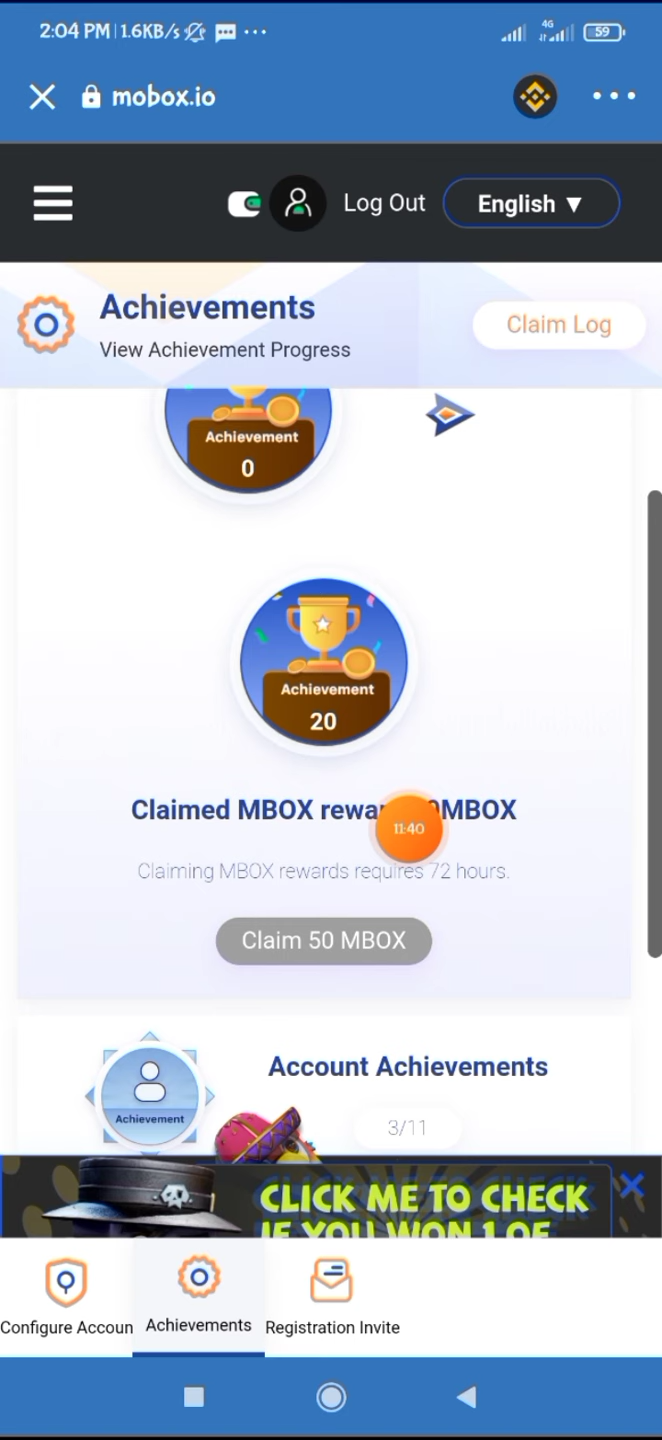 2:04 PM | 1.6KB/s ...
4G
59
mobox.io
Log Out
English ▼
Achievements
View Achievement Progress
Claim Log
Achievement
0
Achievement
20
Claimed MBOX MBOX
11:40
Claiming MBOX rewards requires 72 hours.
Claim 50 MBOX
Account Achievements
Achievement
3/11
CLICK ME TO CHECK
IF YOU WON 1 OF
Configure Accoun
Achievements
Registration Invite